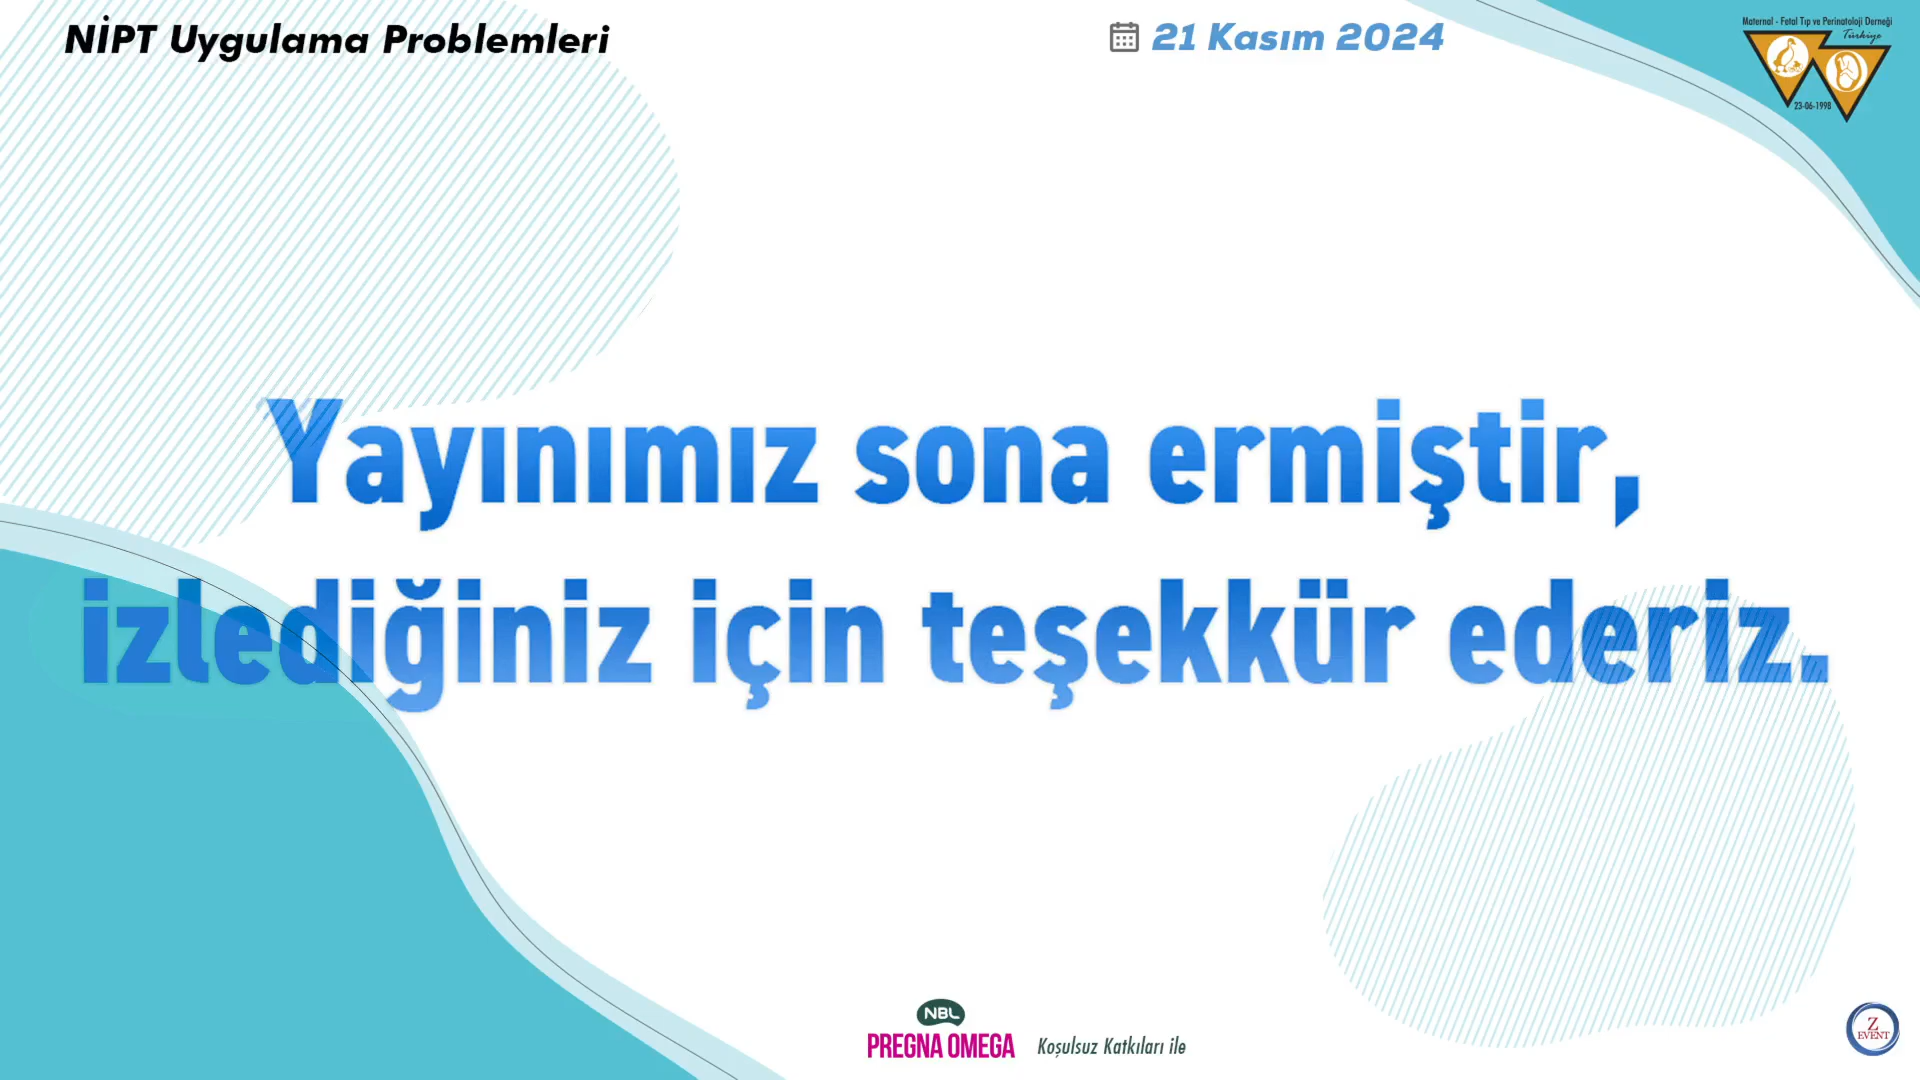 NİPT Uygulama Problemleri
21 Kasım 2024
Maternal - Fetal Tıp ve Perinatoloji Derneği
Türkiye
23-06-1998
Yayınımız sona ermiştir,
izlediğiniz için teşekkür ederiz.
NBL
PREGNA OMEGA
Koşulsuz Katkıları ile
Z
EVENT